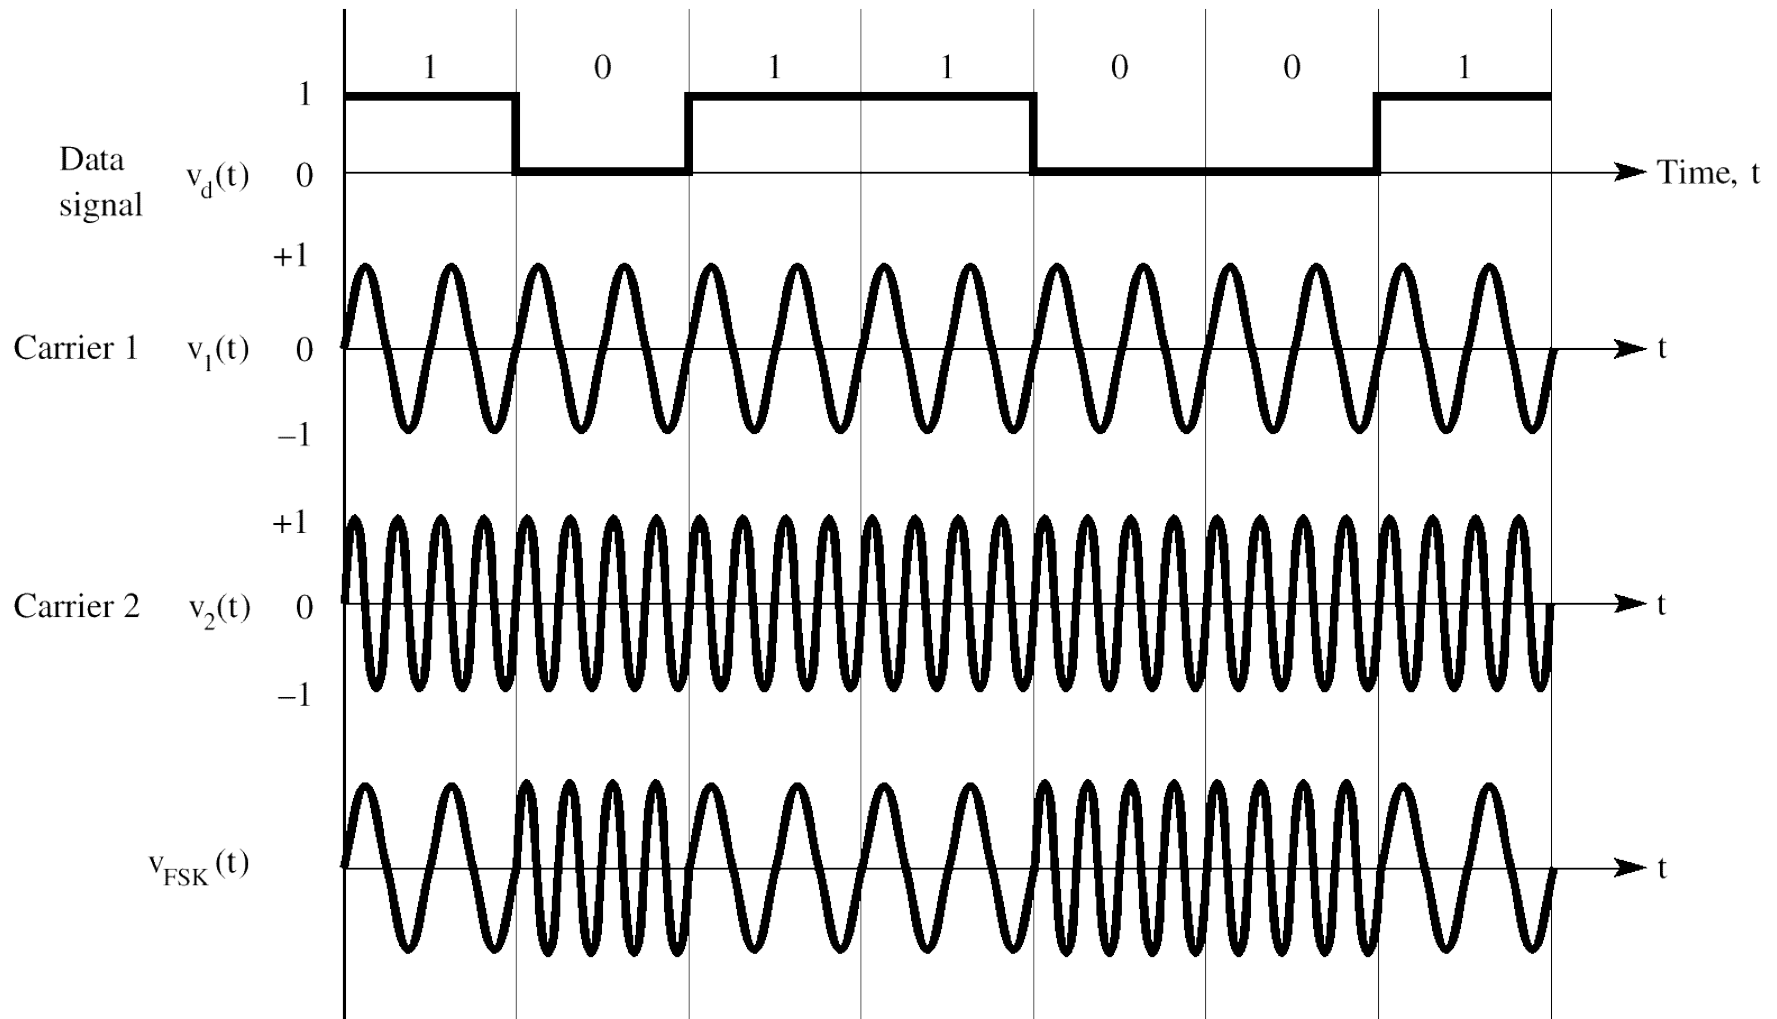 1 0 1 1 0 0 1
1
Data
signal
v_d(t)
0
Time, t
+1
Carrier 1 v_1(t) 0 t
–1
+1
Carrier 2 v_2(t) 0 t
–1
v_FSK(t) t